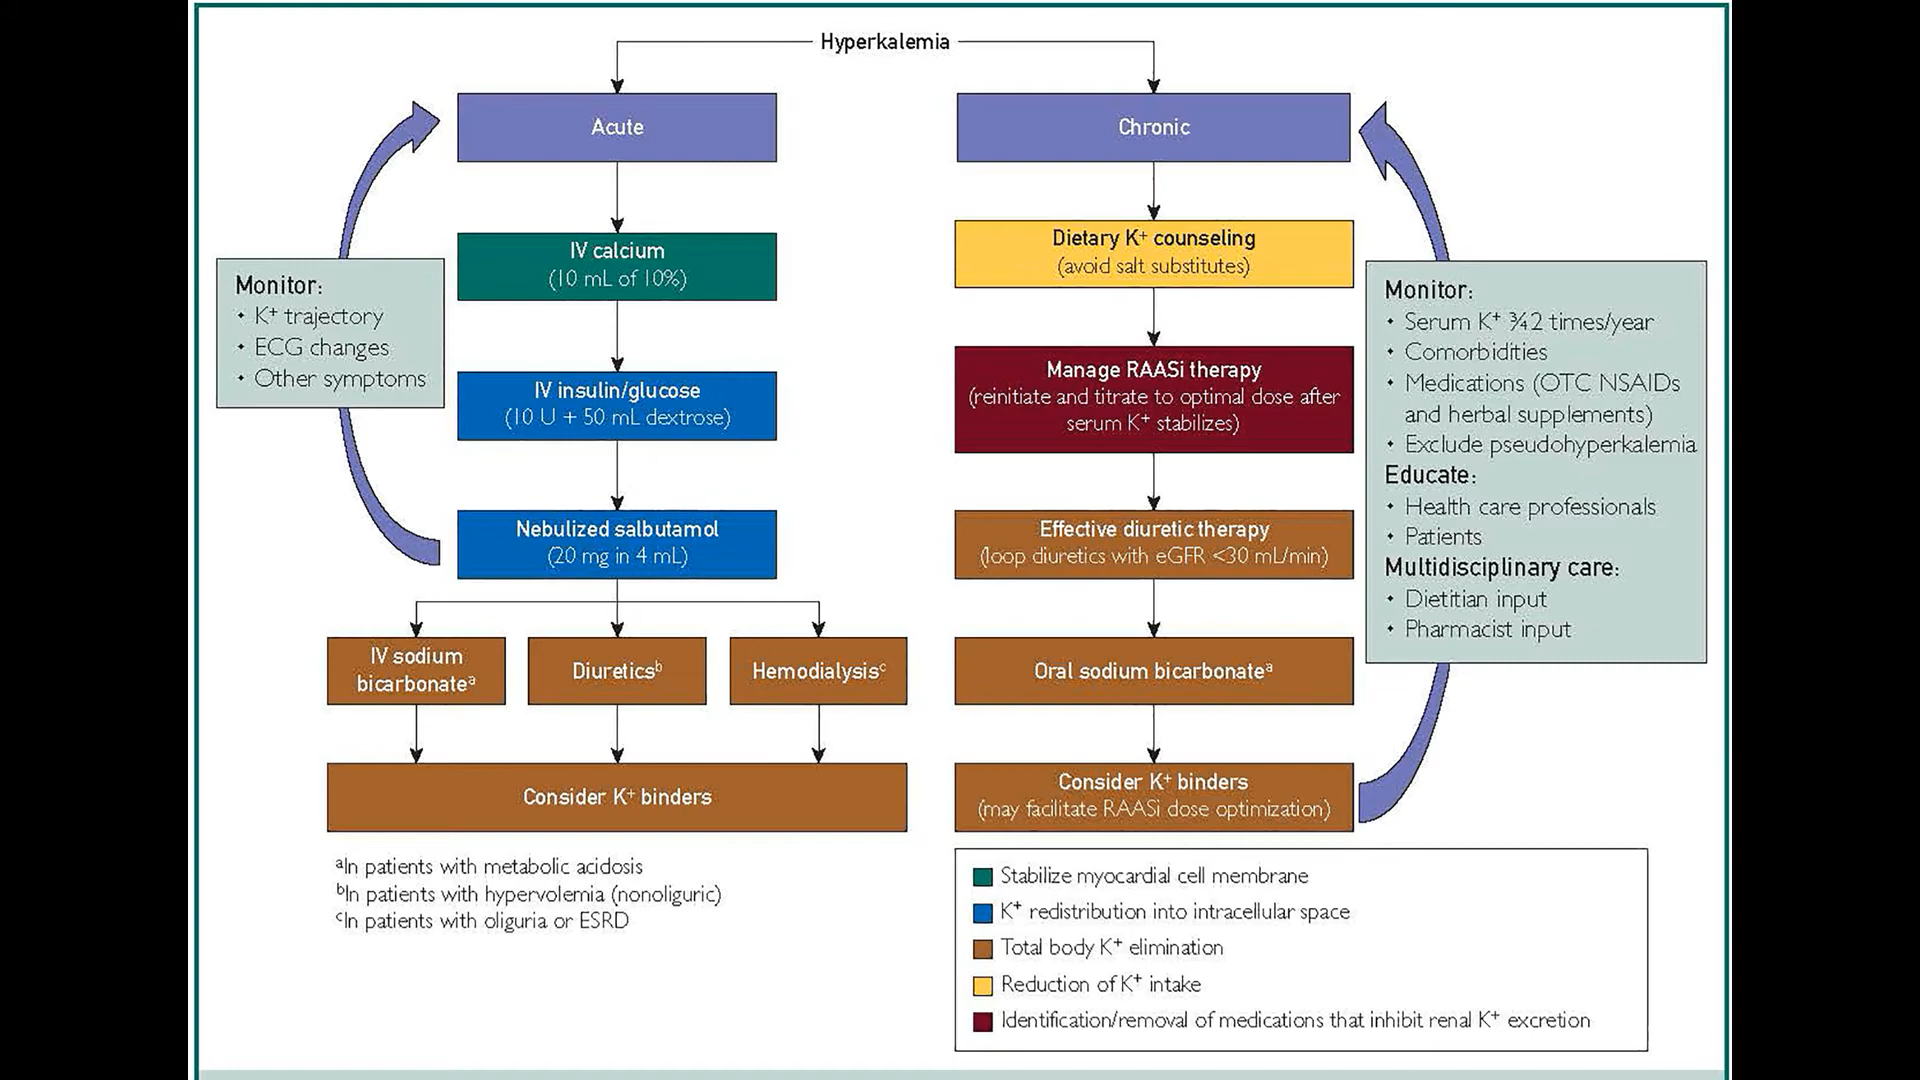 Hyperkalemia
Acute
IV calcium
(10 mL of 10%)
IV insulin/glucose
(10 U + 50 mL dextrose)
Nebulized salbutamol
(20 mg in 4 mL)
IV sodium
bicarbonateᵃ
Diureticsᵇ
Hemodialysisᶜ
Consider K⁺ binders
Monitor:
• K⁺ trajectory
• ECG changes
• Other symptoms
ᵃIn patients with metabolic acidosis
ᵇIn patients with hypervolemia (nonoliguric)
ᶜIn patients with oliguria or ESRD
Chronic
Dietary K⁺ counseling
(avoid salt substitutes)
Manage RAASi therapy
(reinitiate and titrate to optimal dose after
serum K⁺ stabilizes)
Effective diuretic therapy
(loop diuretics with eGFR <30 mL/min)
Oral sodium bicarbonateᵃ
Consider K⁺ binders
(may facilitate RAASi dose optimization)
Monitor:
• Serum K⁺ ¾2 times/year
• Comorbidities
• Medications (OTC NSAIDs
and herbal supplements)
• Exclude pseudohyperkalemia
Educate:
• Health care professionals
• Patients
Multidisciplinary care:
• Dietitian input
• Pharmacist input
Stabilize myocardial cell membrane
K⁺ redistribution into intracellular space
Total body K⁺ elimination
Reduction of K⁺ intake
Identification/removal of medications that inhibit renal K⁺ excretion